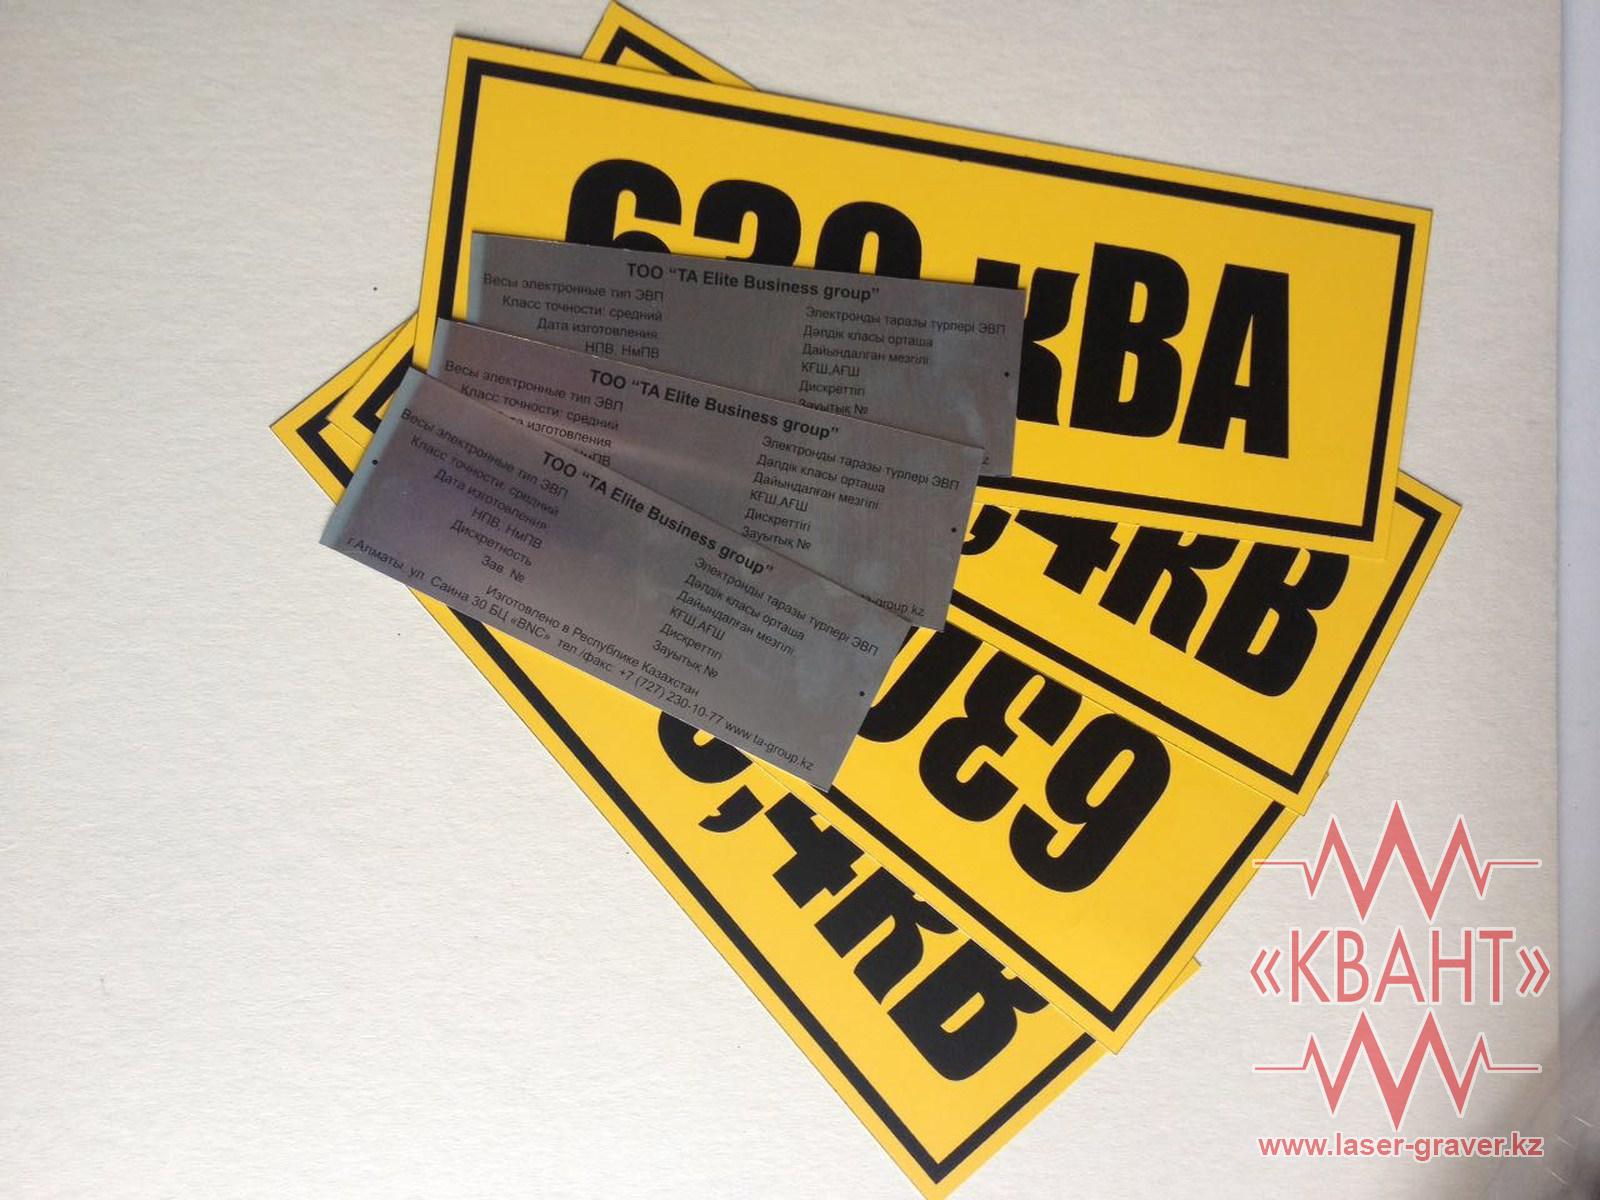 630 кВА
ТОО “TA Elite Business group”
Весы электронные тип ЭВП
Класс точности: средний
Дата изготовления:
НПВ, НмПВ
Электронды таразы түрлері ЭВП
Дәлдік класы орташа
Дайындалған мезгілі
КҒШ,АҒШ
Дискреттігі
Зауытық №
ТОО “TA Elite Business group”
Весы электронные тип ЭВП
Класс точности: средний
изготовления
НмПВ
Электронды таразы түрлері ЭВП
Дәлдік класы орташа
Дайындалған мезгілі
КҒШ,АҒШ
Дискреттігі
Зауытық №
ta-group.kz
ТОО “TA Elite Business group”
Весы электронные тип ЭВП
Класс точности: средний
Дата изготовления
НПВ, НмПВ
Дискретность
Зав. №
Электронды таразы түрлері ЭВП
Дәлдік класы орташа
Дайындалған мезгілі
КҒШ,АҒШ
Дискреттігі
Зауытық №
Изготовлено в Республике Казахстан
г.Алматы, ул. Саина 30 БЦ «BNC» тел./факс: +7 (727) 230-10-77 www.ta-group.kz
,4кВ
630
0,4кВ
«КВАНТ»
www.laser-graver.kz